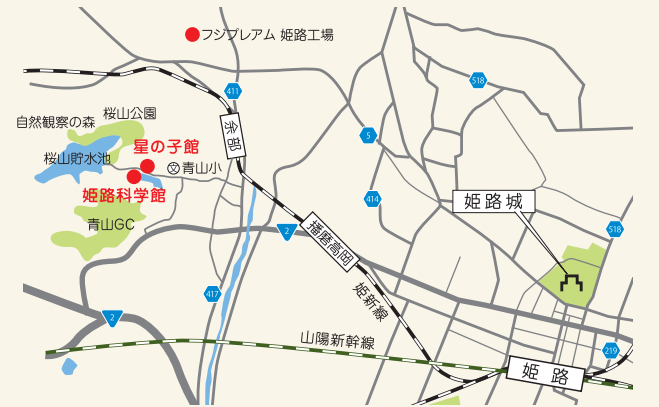 フジプレアム 姫路工場
518
411
桜山公園
自然観察の森
余部
5
星の子館
桜山貯水池
青山小
文
姫路科学館
414
姫路城
青山GC
2
播磨高岡
518
姫新線
417
2
山陽新幹線
219
姫路